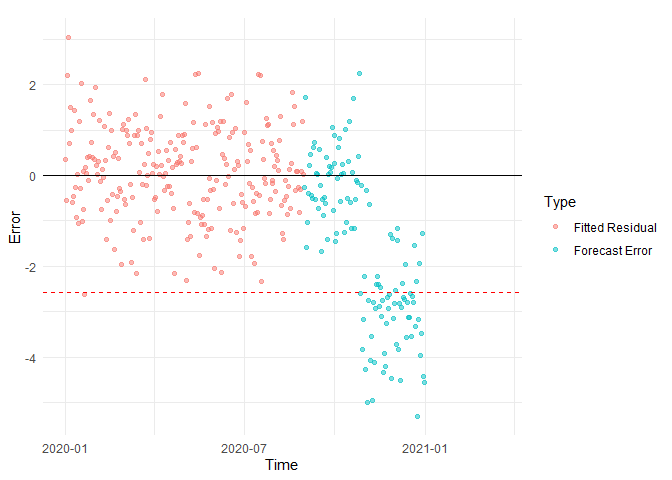 2
0
-2
-4
Error
2020-01
2020-07
2021-01
Time
Type
Fitted Residual
Forecast Error